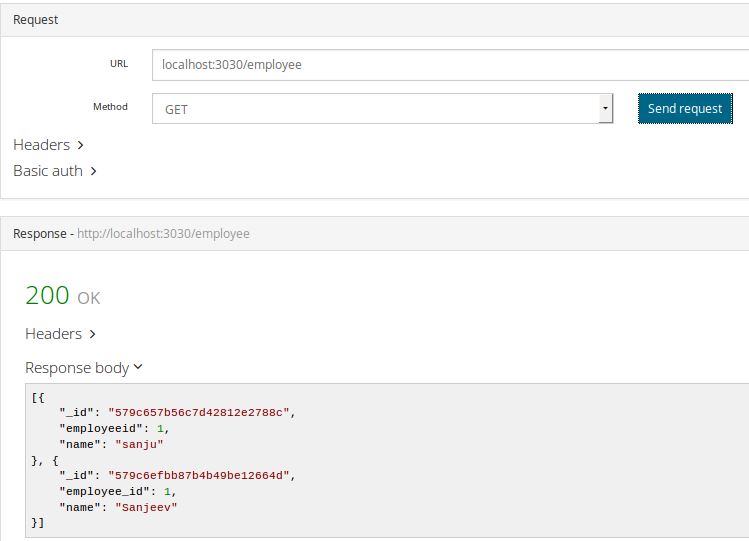 Request
URL localhost:3030/employee
Method GET Send request
Headers
Basic auth
Response - http://localhost:3030/employee
200 OK
Headers
Response body
[{
    "_id": "579c657b56c7d42812e2788c",
    "employeeid": 1,
    "name": "sanju"
}, {
    "_id": "579c6efbb87b4b49be12664d",
    "employee_id": 1,
    "name": "Sanjeev"
}]